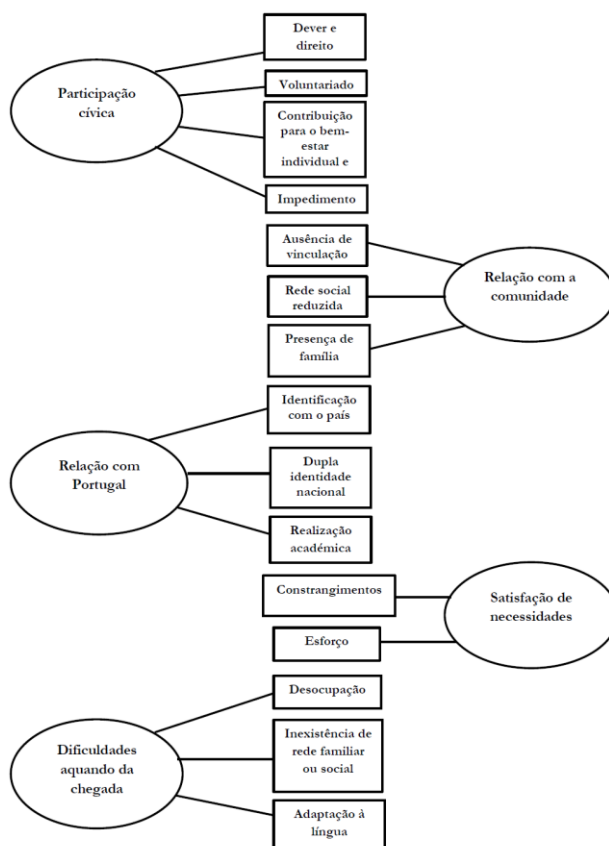 Dever e
direito
Participação
cívica
Voluntariado
Contribuição
para o bem-
estar
individual e
Impedimento
Ausência de
vinculação
Relação com a
comunidade
Rede social
reduzida
Presença de
família
Identificação
com o país
Relação com
Portugal
Dupla
identidade
nacional
Realização
académica
Constrangimentos
Satisfação de
necessidades
Esforço
Desocupação
Dificuldades
aquando da
chegada
Inexistência de
rede familiar
ou social
Adaptação à
língua